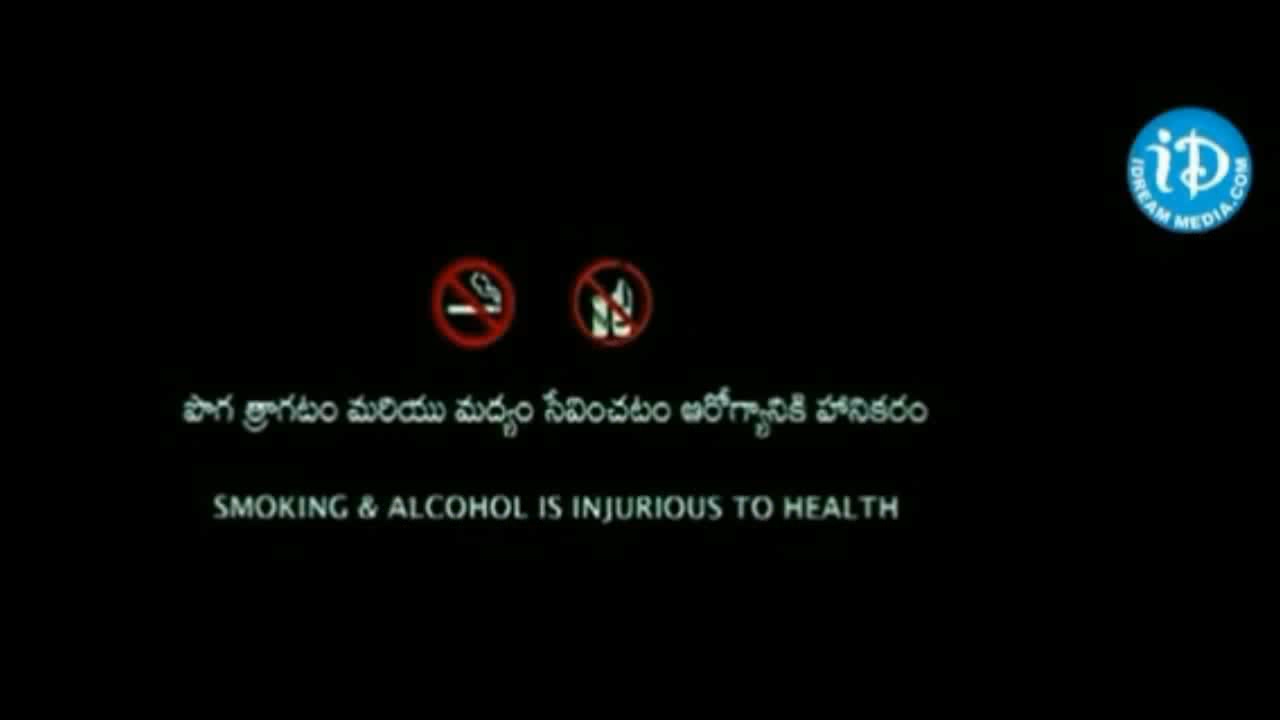 iD
IDREAM MEDIA.COM
పొగ త్రాగటం మరియు మద్యం సేవించటం ఆరోగ్యానికి హానికరం
SMOKING & ALCOHOL IS INJURIOUS TO HEALTH